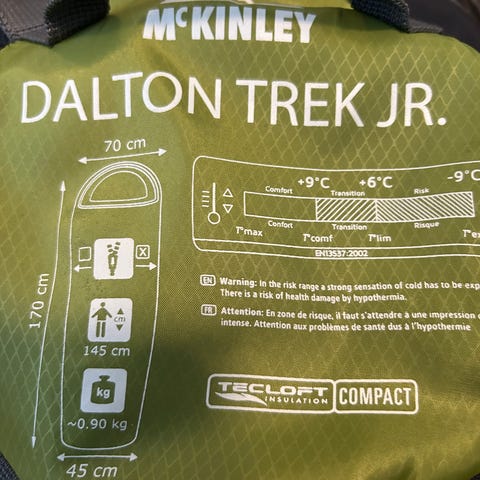 McKINLEY
DALTON TREK JR.
70 cm
170 cm
X
cm
145 cm
kg
~0.90 kg
45 cm
+9°C +6°C -9°C
Comfort Transition Risk
Confort Transition Risque
T°max T°comf T°lim
EN13537:2002
EN Warning: In the risk range a strong sensation of cold has to be
There is a risk of health damage by hypothermia.
FR Attention: En zone de risque, il faut s'attendre à une impression
intense. Attention aux problèmes de santé dus à l'hypothermie
TECLOFT
INSULATION
COMPACT